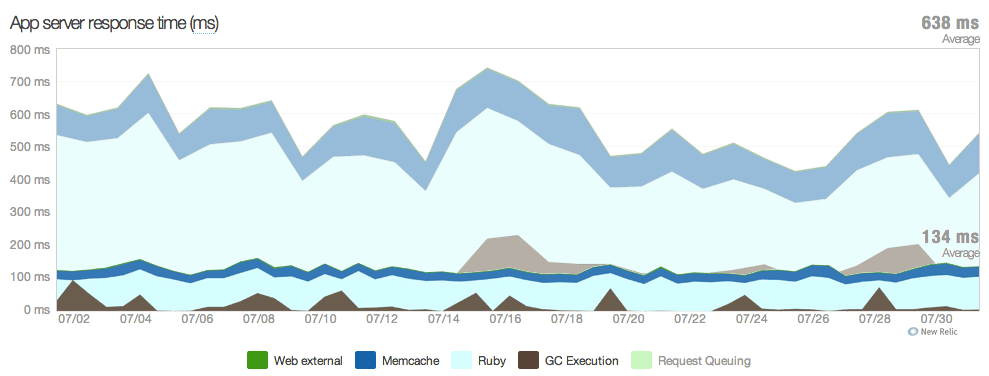 App server response time (ms)
638 ms
Average
800 ms
700 ms
600 ms
500 ms
400 ms
300 ms
200 ms
100 ms
0 ms
134 ms
Average
07/02 07/04 07/06 07/08 07/10 07/12 07/14 07/16 07/18 07/20 07/22 07/24 07/26 07/28 07/30
New Relic
Web external Memcache Ruby GC Execution Request Queuing